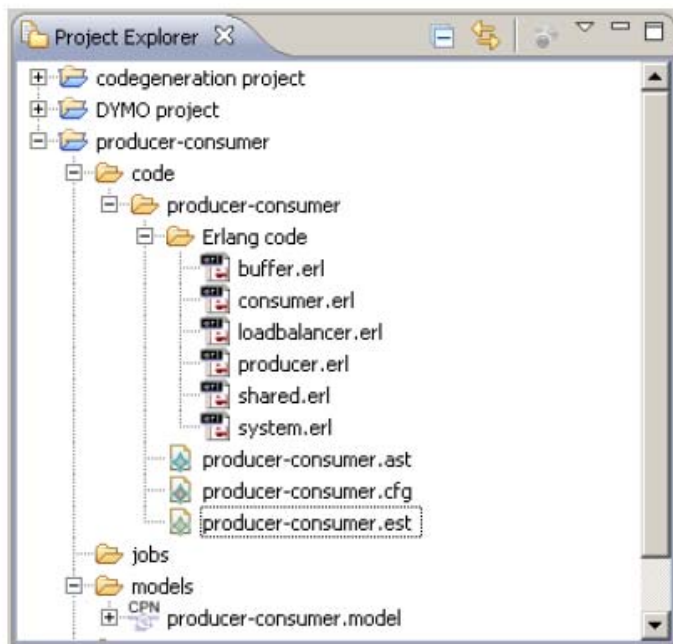 Project Explorer
codegeneration project
DYMO project
producer-consumer
code
producer-consumer
Erlang code
buffer.erl
consumer.erl
loadbalancer.erl
producer.erl
shared.erl
system.erl
producer-consumer.ast
producer-consumer.cfg
producer-consumer.est
jobs
models
CPN producer-consumer.model